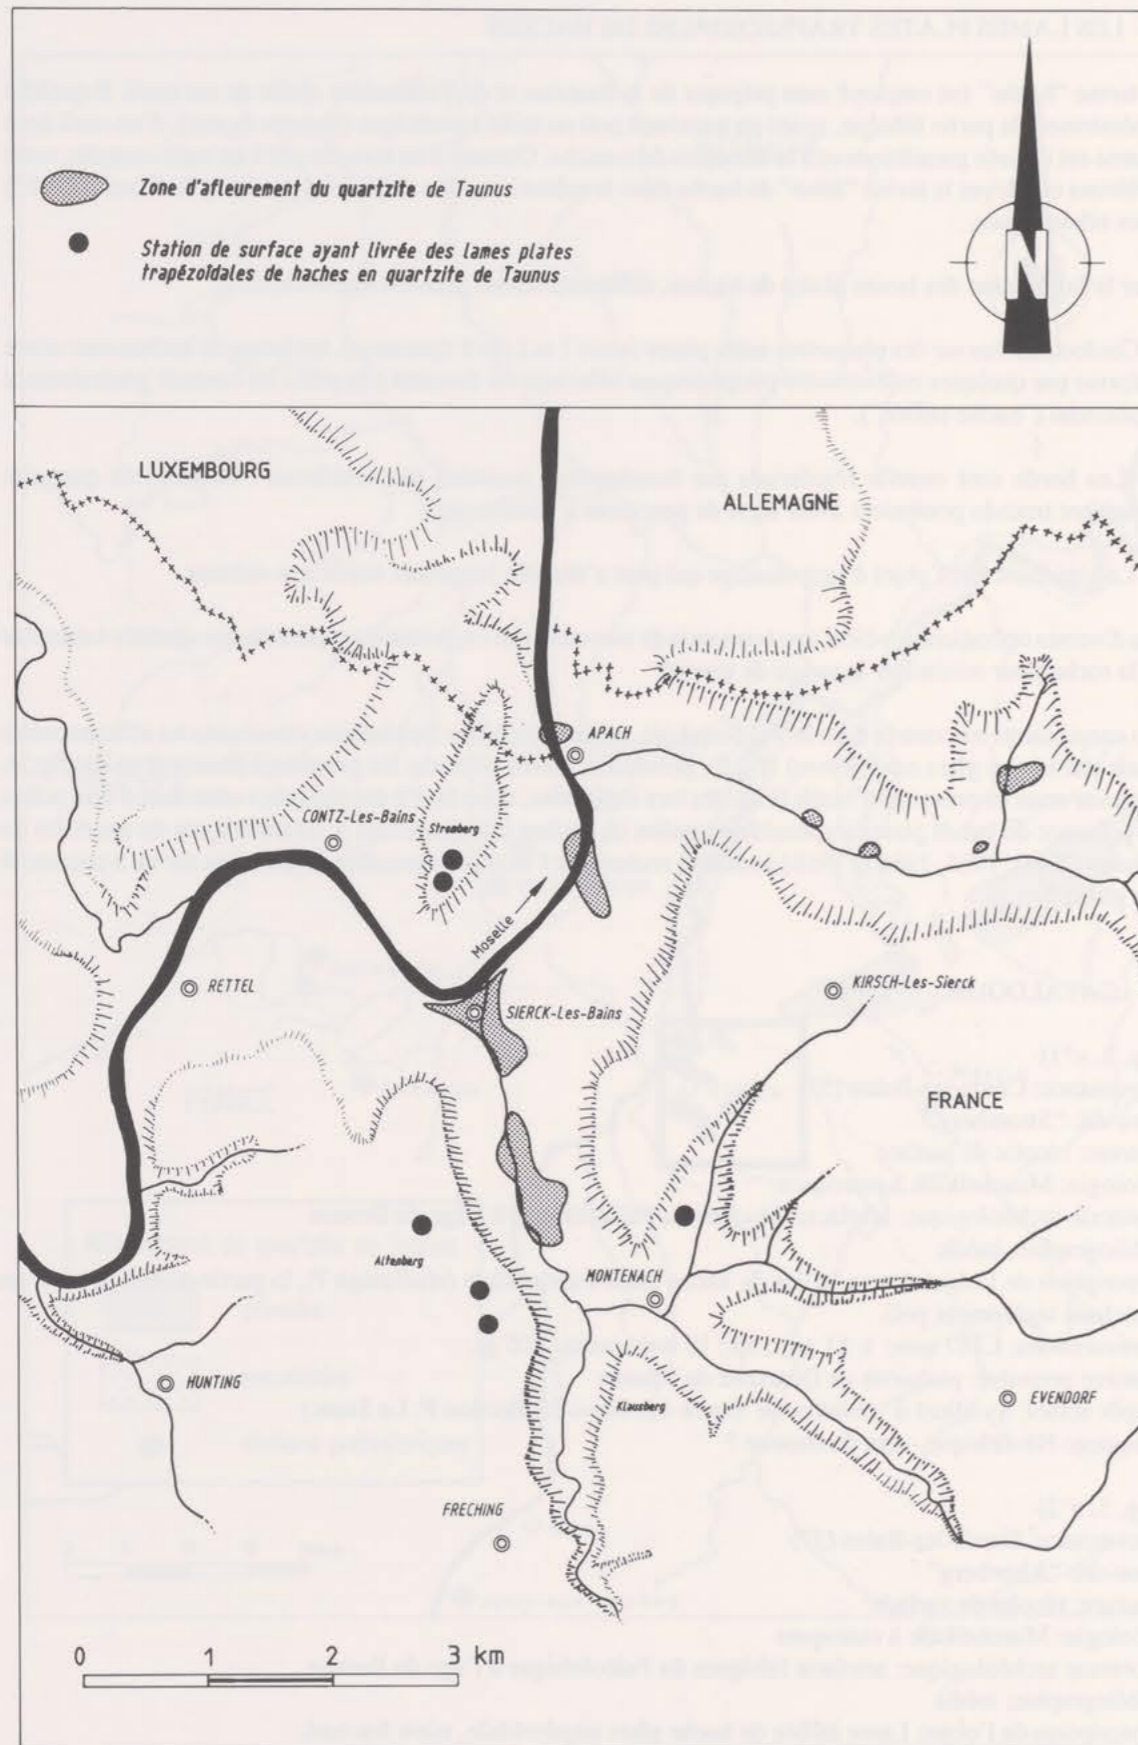 Zone d'afleurement du quartzite de Taunus
Station de surface ayant livrée des lames plates
trapézoïdales de haches en quartzite de Taunus
N
LUXEMBOURG
ALLEMAGNE
APACH
CONTZ-Les-Bains
Stromberg
Moselle
RETTEL
KIRSCH-Les-Sierck
SIERCK-Les-Bains
FRANCE
Altenberg
MONTENACH
HUNTING
Klausberg
EVENDORF
FRECHING
0 1 2 3 km